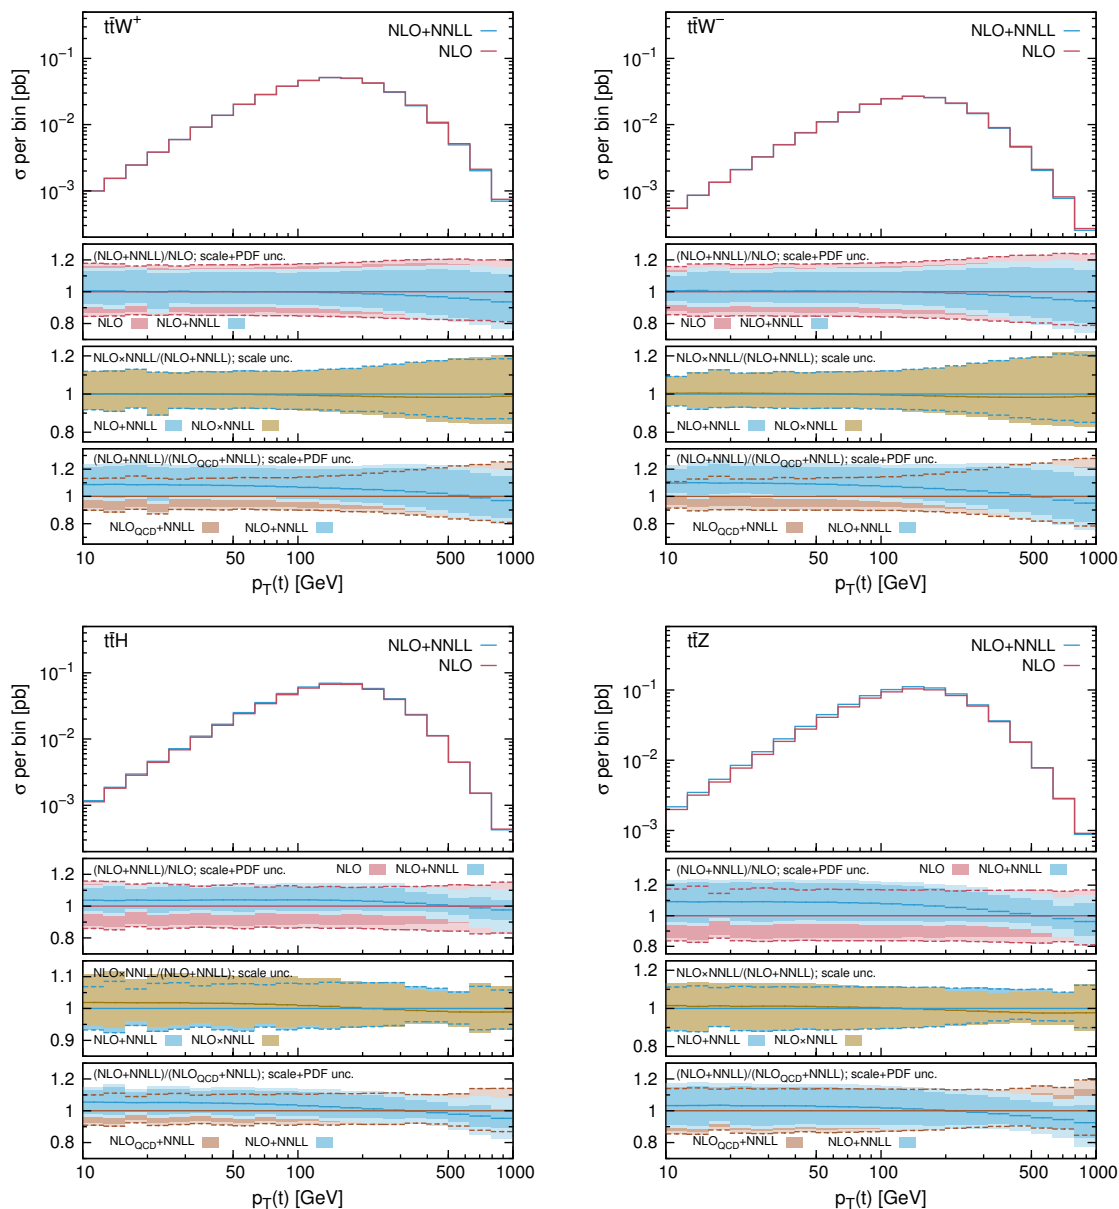 tt̄W⁺
NLO+NNLL
NLO
10⁻¹
10⁻²
10⁻³
σ per bin [pb]
(NLO+NNLL)/NLO; scale+PDF unc.
1.2
1
0.8
NLO NLO+NNLL
NLO×NNLL/(NLO+NNLL); scale unc.
1.2
1
0.8
NLO+NNLL NLO×NNLL
(NLO+NNLL)/(NLO_QCD+NNLL); scale+PDF unc.
1.2
1
0.8
NLO_QCD+NNLL NLO+NNLL
10 50 100 500 1000
p_T(t) [GeV]
tt̄W⁻
NLO+NNLL
NLO
10⁻¹
10⁻²
10⁻³
σ per bin [pb]
(NLO+NNLL)/NLO; scale+PDF unc.
1.2
1
0.8
NLO NLO+NNLL
NLO×NNLL/(NLO+NNLL); scale unc.
1.2
1
0.8
NLO+NNLL NLO×NNLL
(NLO+NNLL)/(NLO_QCD+NNLL); scale+PDF unc.
1.2
1
0.8
NLO_QCD+NNLL NLO+NNLL
10 50 100 500 1000
p_T(t) [GeV]
tt̄H
NLO+NNLL
NLO
10⁻¹
10⁻²
10⁻³
σ per bin [pb]
(NLO+NNLL)/NLO; scale+PDF unc. NLO NLO+NNLL
1.2
1
0.8
NLO×NNLL/(NLO+NNLL); scale unc.
1.1
1
0.9
NLO+NNLL NLO×NNLL
(NLO+NNLL)/(NLO_QCD+NNLL); scale+PDF unc.
1.2
1
0.8
NLO_QCD+NNLL NLO+NNLL
10 50 100 500 1000
p_T(t) [GeV]
tt̄Z
NLO+NNLL
NLO
10⁻¹
10⁻²
10⁻³
σ per bin [pb]
(NLO+NNLL)/NLO; scale+PDF unc. NLO NLO+NNLL
1.2
1
0.8
NLO×NNLL/(NLO+NNLL); scale unc.
1.2
1
0.8
NLO+NNLL NLO×NNLL
(NLO+NNLL)/(NLO_QCD+NNLL); scale+PDF unc.
1.2
1
0.8
NLO_QCD+NNLL NLO+NNLL
10 50 100 500 1000
p_T(t) [GeV]